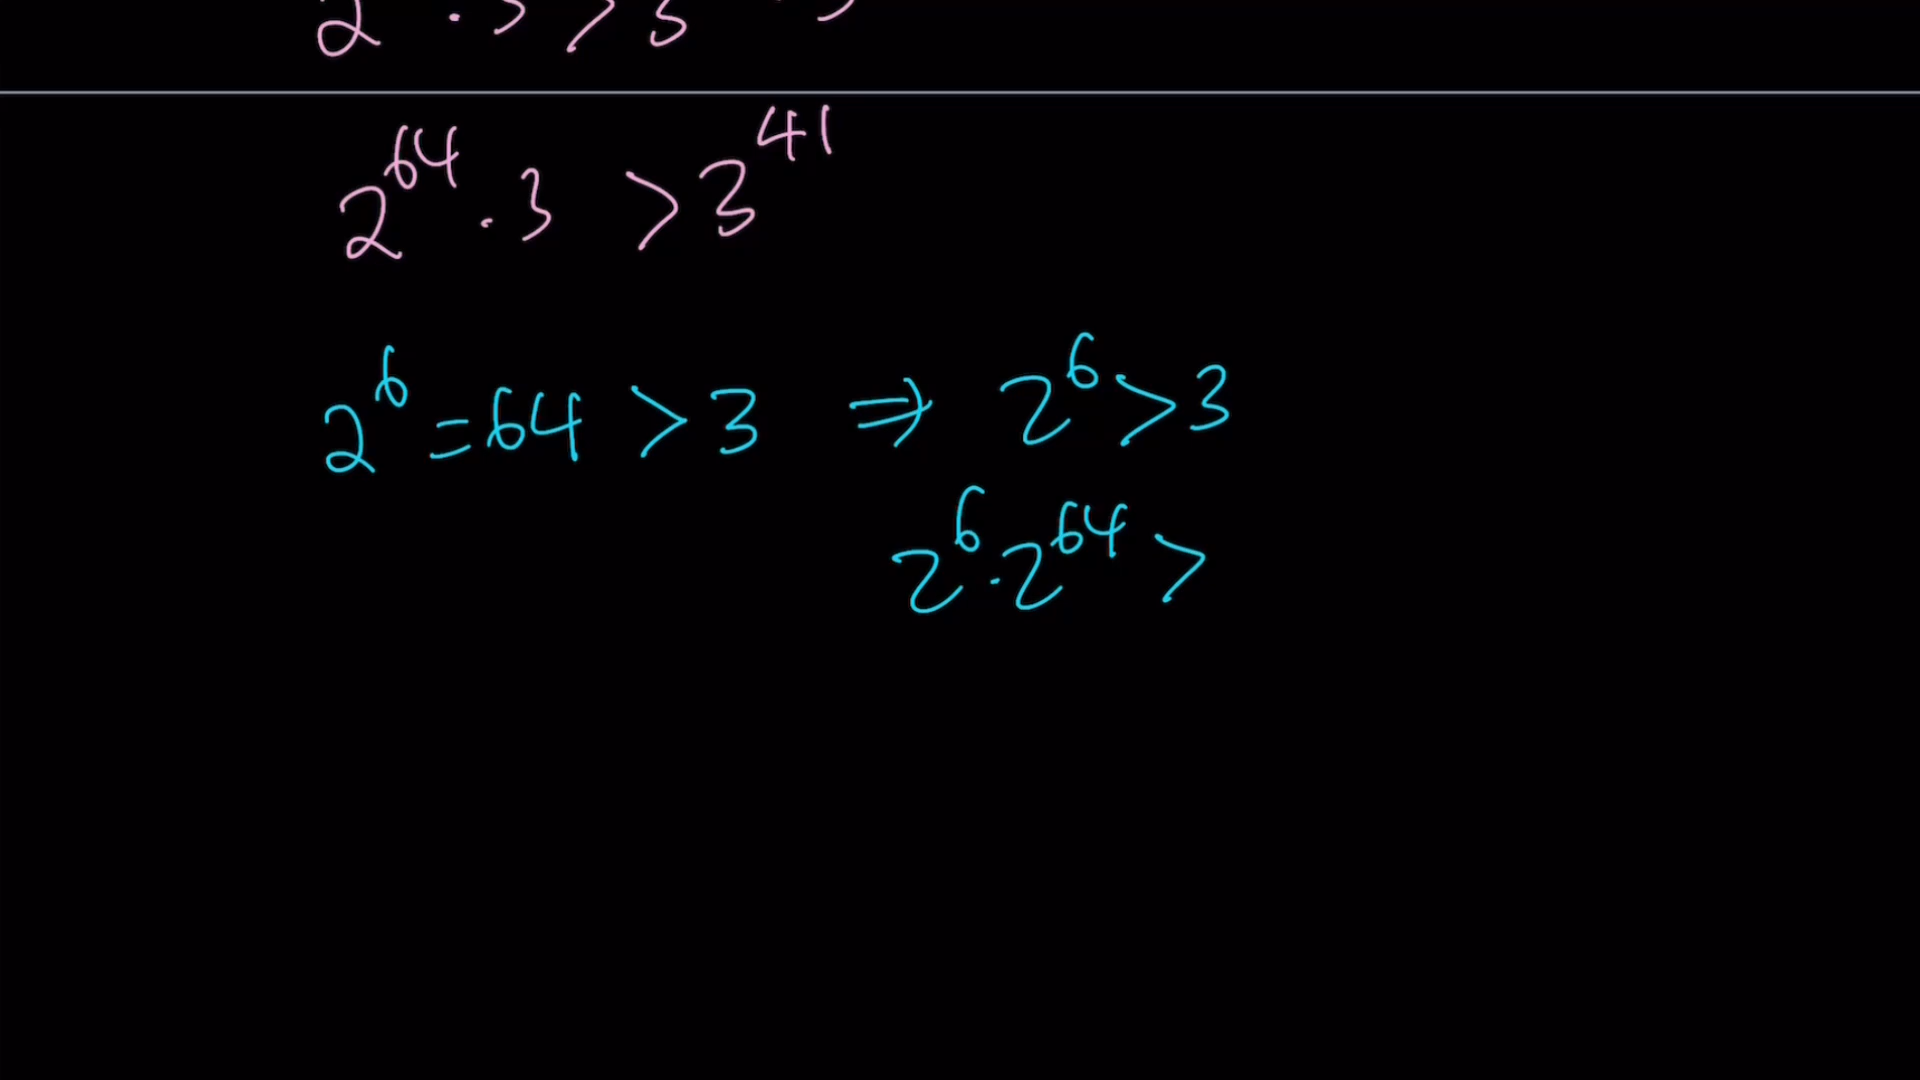 2^64 · 3 > 3^41
2^6 = 64 > 3 ⇒ 2^6 > 3
2^6 · 2^64 >